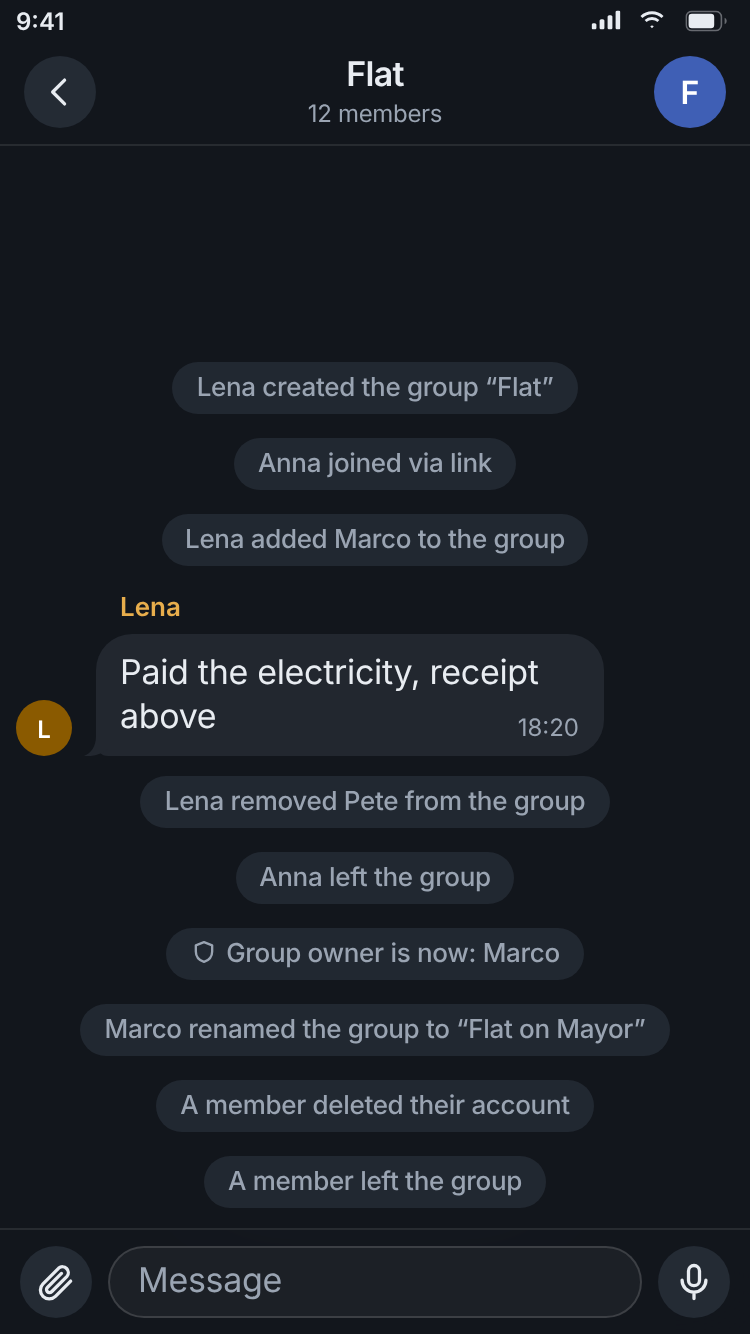 9:41
Flat
12 members
F
Lena created the group “Flat”
Anna joined via link
Lena added Marco to the group
Lena
Paid the electricity, receipt
above
18:20
L
Lena removed Pete from the group
Anna left the group
Group owner is now: Marco
Marco renamed the group to “Flat on Mayor”
A member deleted their account
A member left the group
Message